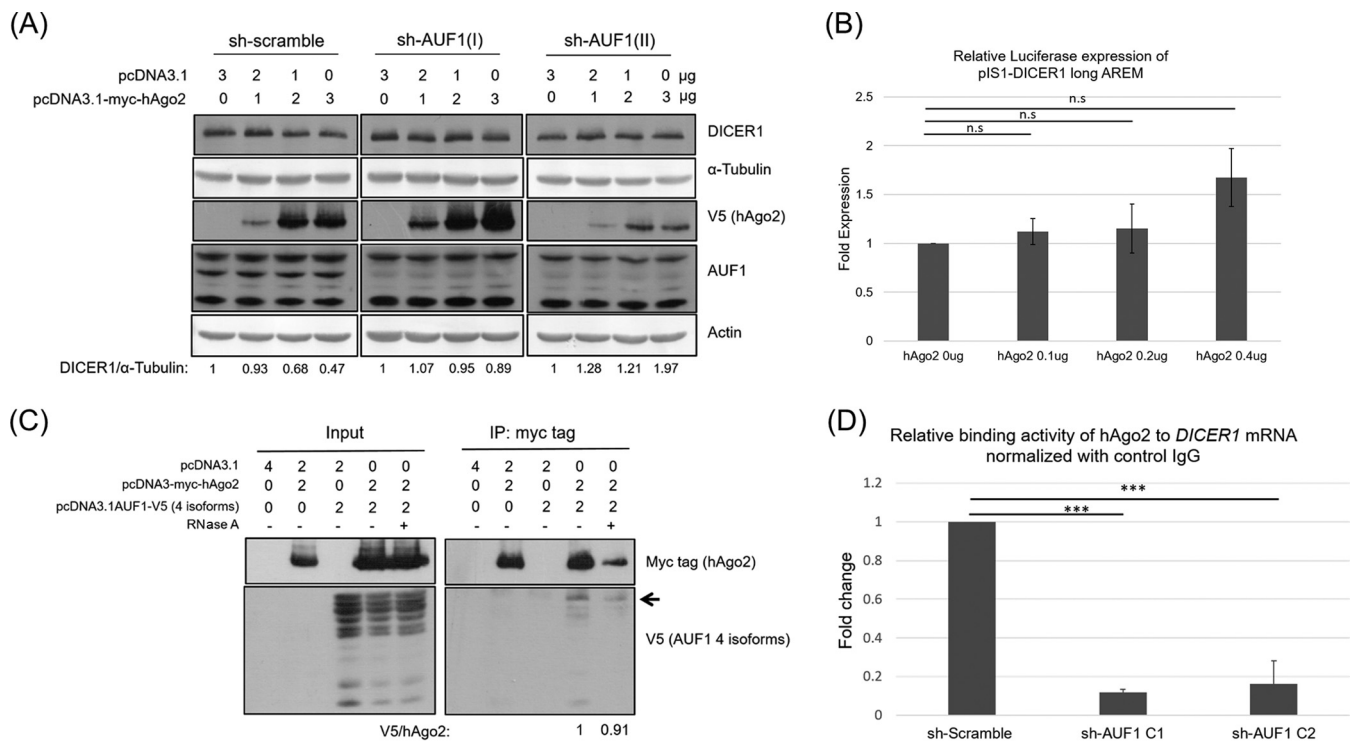 (A)
sh-scramble sh-AUF1(I) sh-AUF1(II)
pcDNA3.1 3 2 1 0 3 2 1 0 3 2 1 0 µg
pcDNA3.1-myc-hAgo2 0 1 2 3 0 1 2 3 0 1 2 3 µg
DICER1
α-Tubulin
V5 (hAgo2)
AUF1
Actin
DICER1/α-Tubulin: 1 0.93 0.68 0.47 1 1.07 0.95 0.89 1 1.28 1.21 1.97
(B)
Relative Luciferase expression of
pIS1-DICER1 long AREM
2.5
2
1.5
1
0.5
0
Fold Expression
n.s
n.s
n.s
hAgo2 0ug hAgo2 0.1ug hAgo2 0.2ug hAgo2 0.4ug
(C)
Input IP: myc tag
pcDNA3.1 4 2 2 0 0 4 2 2 0 0
pcDNA3-myc-hAgo2 0 2 0 2 2 0 2 0 2 2
pcDNA3.1AUF1-V5 (4 isoforms) 0 0 2 2 2 0 0 2 2 2
RNase A - - - - + - - - - +
Myc tag (hAgo2)
V5 (AUF1 4 isoforms)
V5/hAgo2: 1 0.91
(D)
Relative binding activity of hAgo2 to DICER1 mRNA
normalized with control IgG
1
0.8
0.6
0.4
0.2
0
Fold change
***
***
sh-Scramble sh-AUF1 C1 sh-AUF1 C2